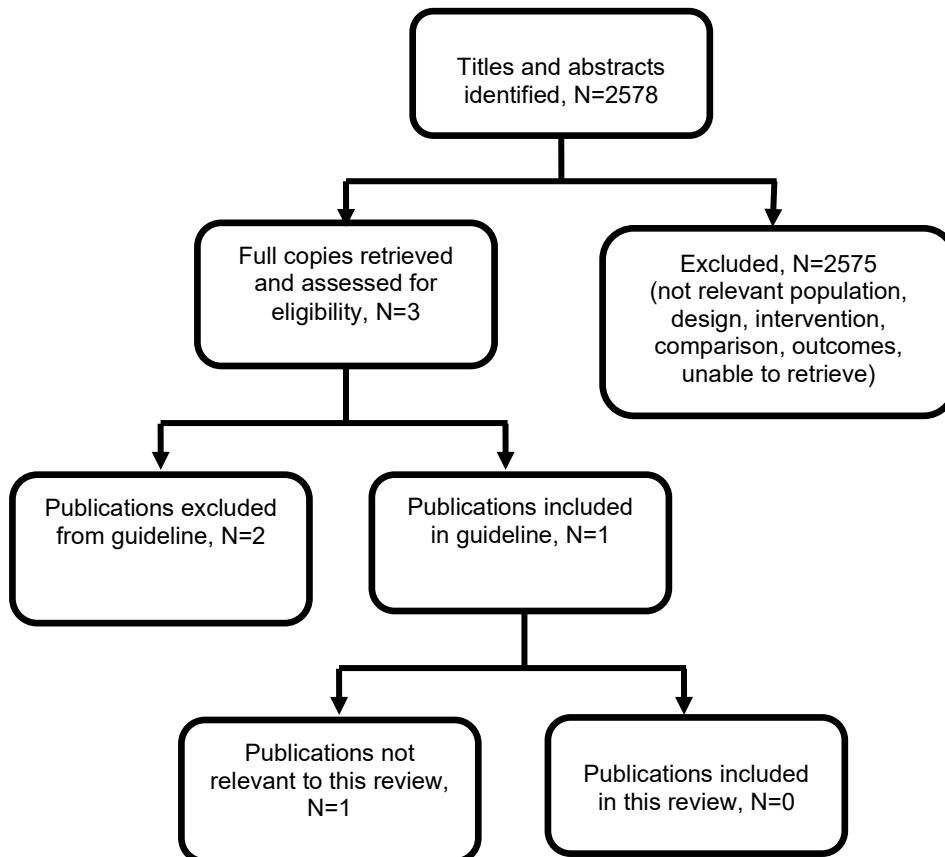 Titles and abstracts
identified, N=2578
Full copies retrieved
and assessed for
eligibility, N=3
Excluded, N=2575
(not relevant population,
design, intervention,
comparison, outcomes,
unable to retrieve)
Publications excluded
from guideline, N=2
Publications included
in guideline, N=1
Publications not
relevant to this review,
N=1
Publications included
in this review, N=0